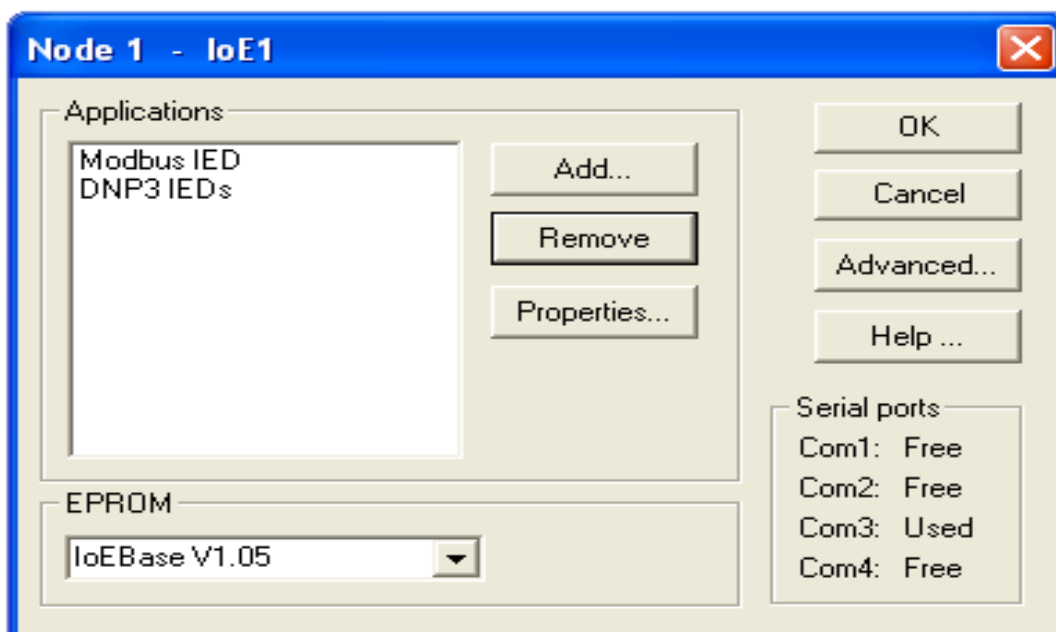 Node 1 - IoE1
Applications
Modbus IED
DNP3 IEDs
Add...
Remove
Properties...
OK
Cancel
Advanced...
Help ...
EPROM
IoEBase V1.05
Serial ports
Com1: Free
Com2: Free
Com3: Used
Com4: Free